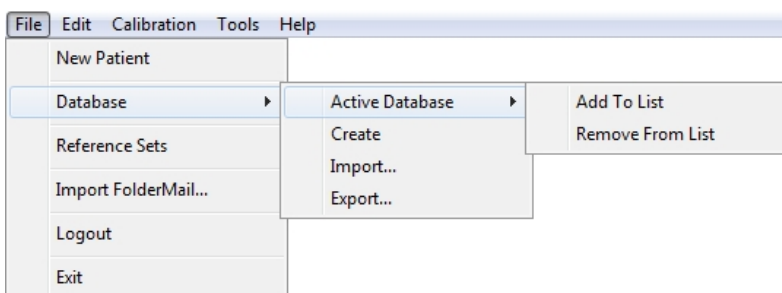 File Edit Calibration Tools Help
New Patient
Database
Reference Sets
Import FolderMail...
Logout
Exit
Active Database
Create
Import...
Export...
Add To List
Remove From List